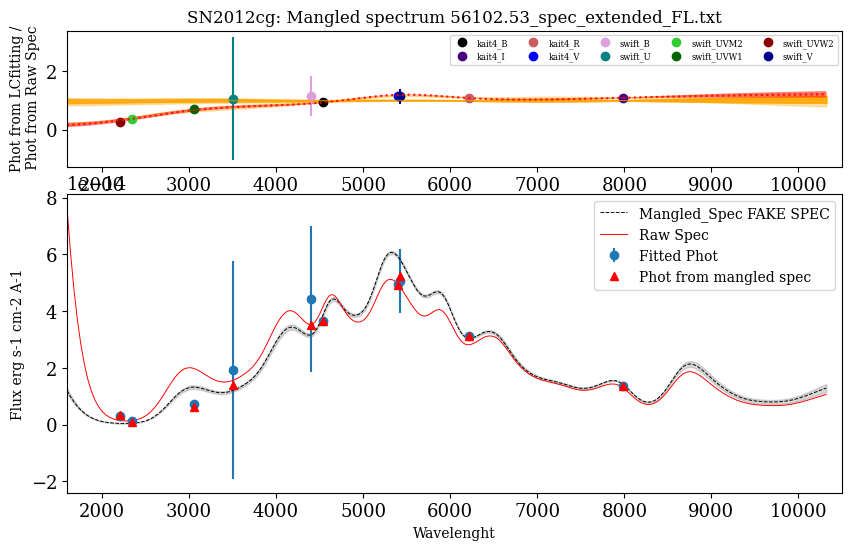 SN2012cg: Mangled spectrum 56102.53_spec_extended_FL.txt
Phot from LCfitting /
Phot from Raw Spec
2
0
kait4_B kait4_R swift_B swift_UVM2 swift_UVW2
kait4_I kait4_V swift_U swift_UVW1 swift_V
2000 3000 4000 5000 6000 7000 8000 9000 10000
1e−14
Flux erg s-1 cm-2 A-1
8
6
4
2
0
−2
Mangled_Spec FAKE SPEC
Raw Spec
Fitted Phot
Phot from mangled spec
2000 3000 4000 5000 6000 7000 8000 9000 10000
Wavelenght